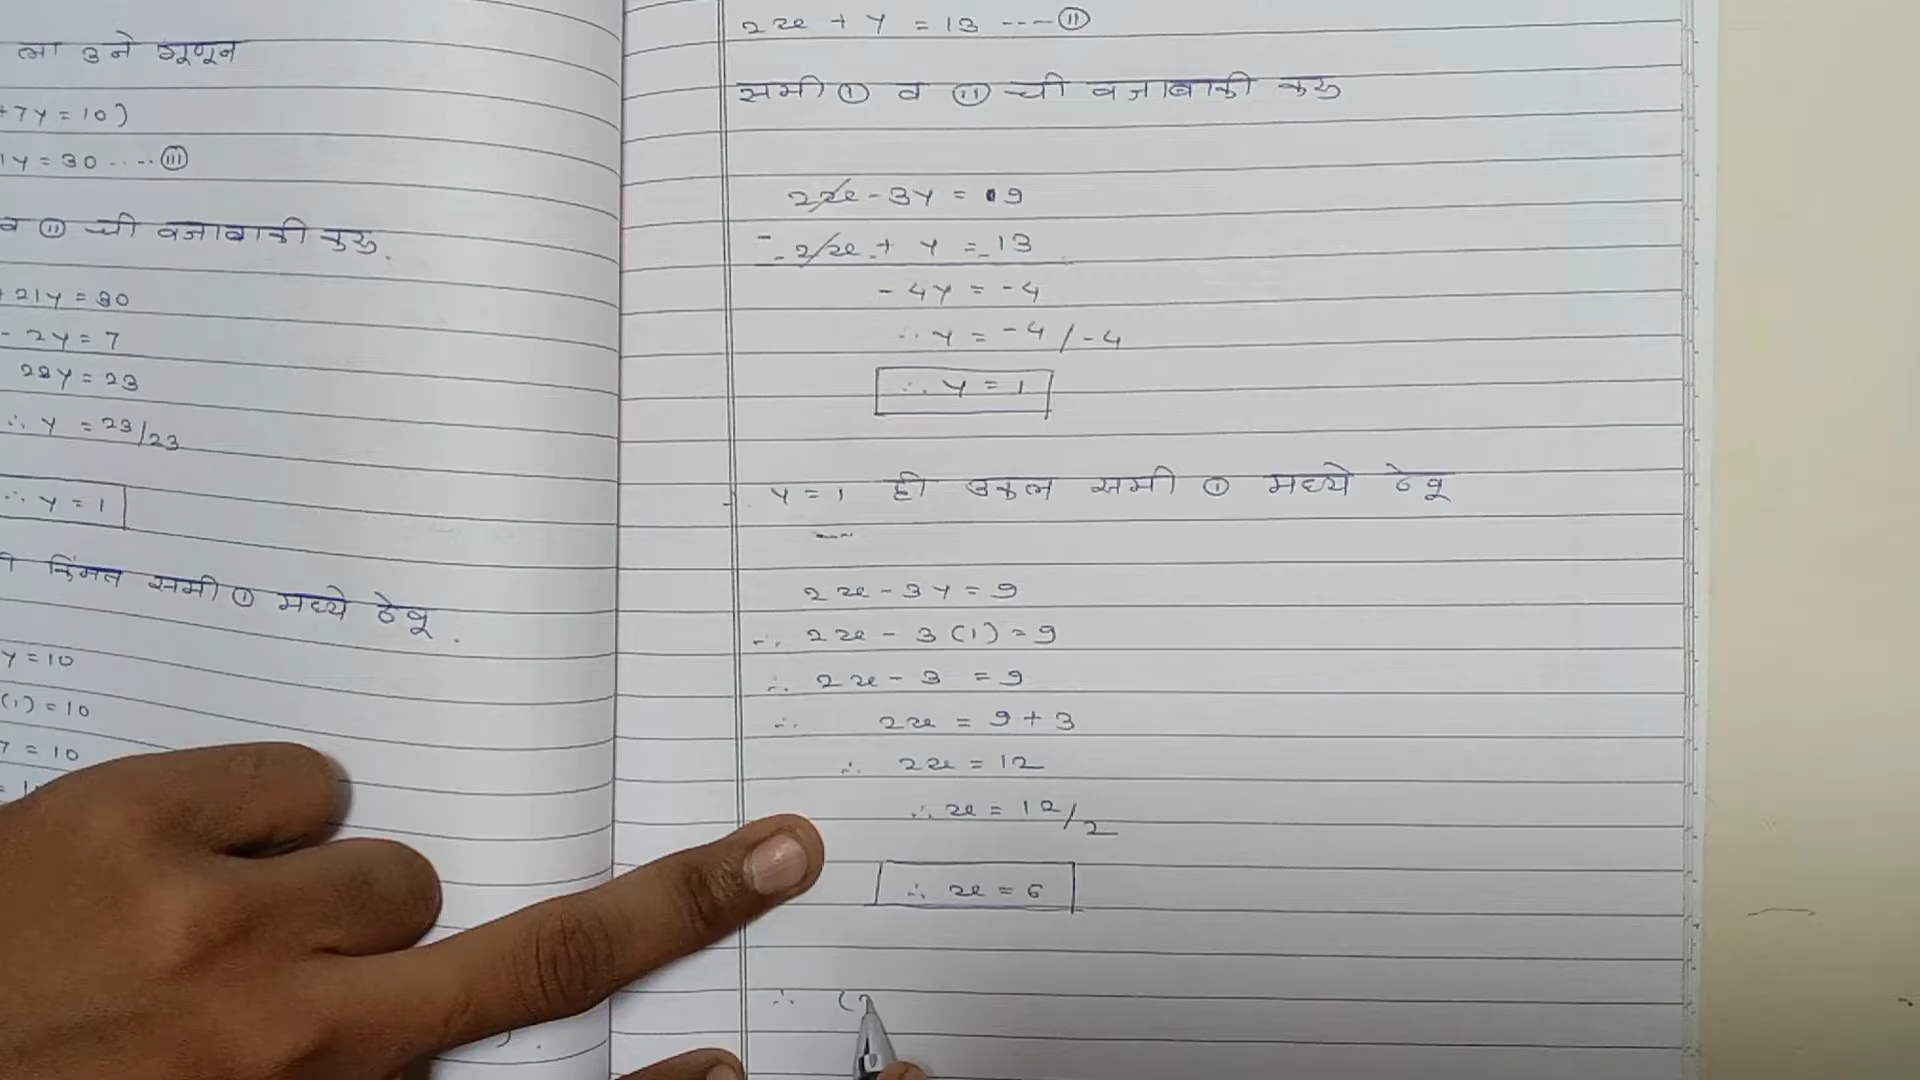 ला 3 ने गूणून
+7y = 10)
1y = 30 ..... (III)
व (II) ची वजाबाकी करु.
+ 21y = 30
- 2y = 7
23y = 23
∴ y = 23/23
∴ y = 1
किंमत समी (I) मध्ये ठेवू.
y = 10
(1) = 10
7 = 10
2x + y = 13 ---- (II)
समी (I) व (II) ची वजाबाकी करु
2x - 3y = 9
- 2x + y = 13
- - -
- 4y = -4
∴ y = -4 / -4
∴ y = 1
∴ y = 1 ही उकल समी (I) मध्ये ठेवू
2x - 3y = 9
∴ 2x - 3 (1) = 9
∴ 2x - 3 = 9
∴ 2x = 9 + 3
∴ 2x = 12
∴ x = 12/2
∴ x = 6
∴ (